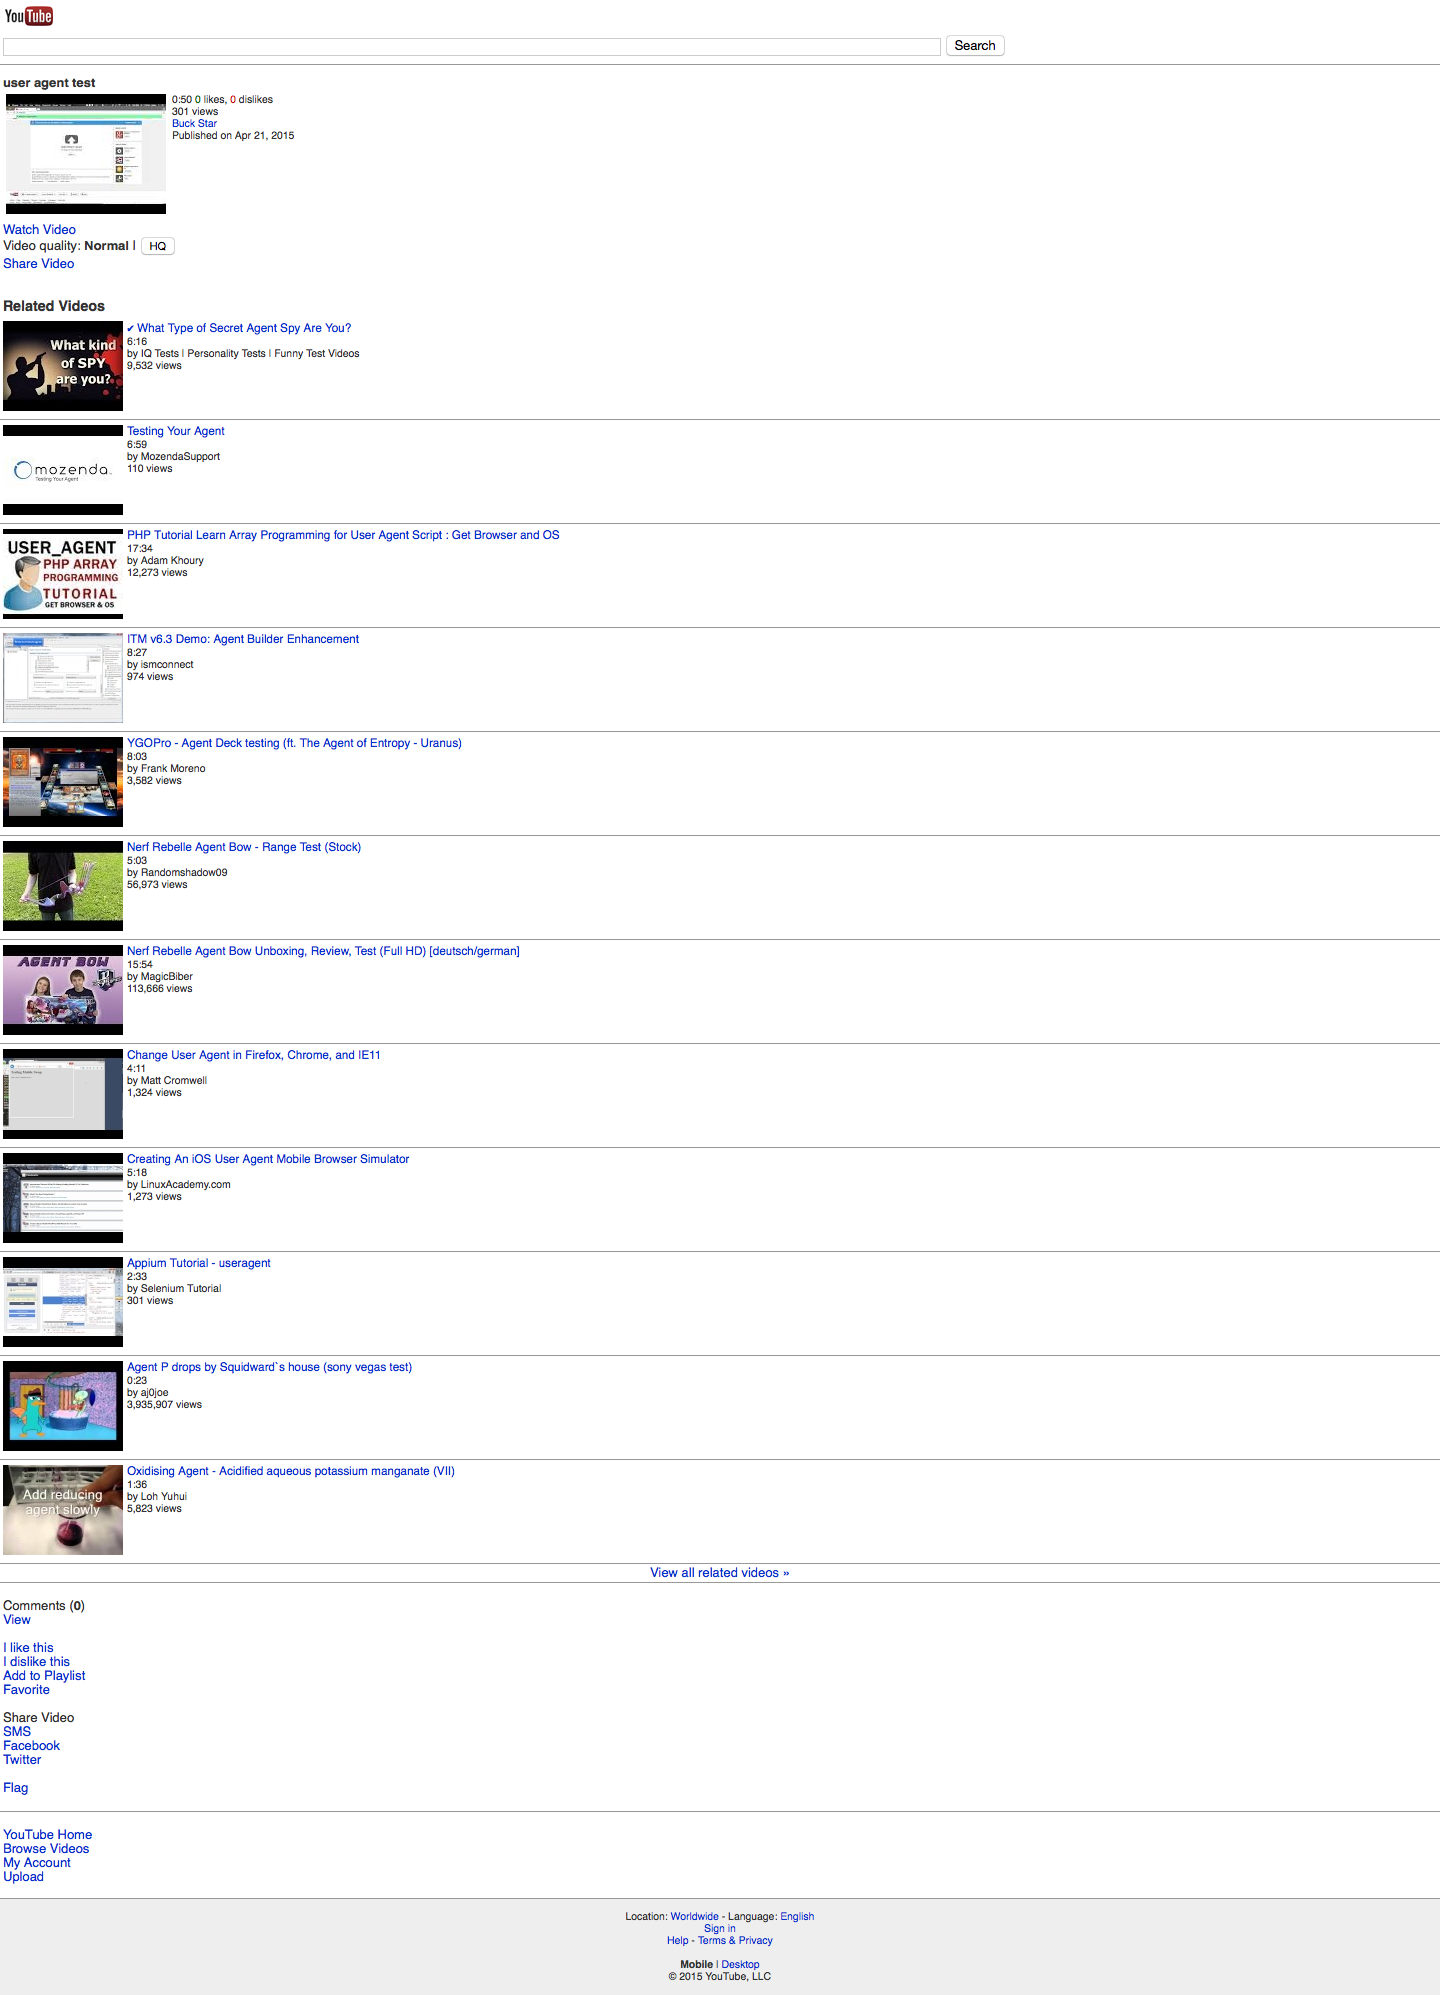 YouTube
Search
user agent test
0:50 0 likes, 0 dislikes
301 views
Buck Star
Published on Apr 21, 2015
Watch Video
Video quality: Normal | HQ
Share Video
Related Videos
What kind
of SPY
are you?
✔ What Type of Secret Agent Spy Are You?
6:16
by IQ Tests | Personality Tests | Funny Test Videos
9,532 views
mozenda
Testing Your Agent
Testing Your Agent
6:59
by MozendaSupport
110 views
USER_AGENT
PHP ARRAY
PROGRAMMING
TUTORIAL
GET BROWSER & OS
PHP Tutorial Learn Array Programming for User Agent Script : Get Browser and OS
17:34
by Adam Khoury
12,273 views
ITM v6.3 Demo: Agent Builder Enhancement
8:27
by ismconnect
974 views
YGOPro - Agent Deck testing (ft. The Agent of Entropy - Uranus)
8:03
by Frank Moreno
3,582 views
Nerf Rebelle Agent Bow - Range Test (Stock)
5:03
by Randomshadow09
56,973 views
AGENT BOW
Nerf Rebelle Agent Bow Unboxing, Review, Test (Full HD) [deutsch/german]
15:54
by MagicBiber
113,666 views
Change User Agent in Firefox, Chrome, and IE11
4:11
by Matt Cromwell
1,324 views
Creating An iOS User Agent Mobile Browser Simulator
5:18
by LinuxAcademy.com
1,273 views
Appium Tutorial - useragent
2:33
by Selenium Tutorial
301 views
Agent P drops by Squidward`s house (sony vegas test)
0:23
by aj0joe
3,935,907 views
Add reducing
agent slowly
Oxidising Agent - Acidified aqueous potassium manganate (VII)
1:36
by Loh Yuhui
5,823 views
View all related videos »
Comments (0)
View
I like this
I dislike this
Add to Playlist
Favorite
Share Video
SMS
Facebook
Twitter
Flag
YouTube Home
Browse Videos
My Account
Upload
Location: Worldwide - Language: English
Sign in
Help - Terms & Privacy
Mobile | Desktop
© 2015 YouTube, LLC